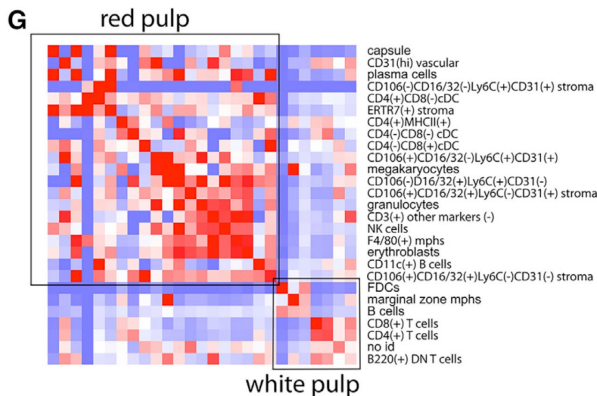 G
red pulp
capsule
CD31(hi) vascular
plasma cells
CD106(-)CD16/32(-)Ly6C(+)CD31(+) stroma
CD4(+)CD8(-)cDC
ERTR7(+) stroma
CD4(+)MHCII(+)
CD4(-)CD8(-) cDC
CD4(-)CD8(+)cDC
CD106(+)CD16/32(-)Ly6C(+)CD31(+)
megakaryocytes
CD106(-)D16/32(+)Ly6C(+)CD31(-)
CD106(+)CD16/32(+)Ly6C(-)CD31(+) stroma
granulocytes
CD3(+) other markers (-)
NK cells
F4/80(+) mphs
erythroblasts
CD11c(+) B cells
CD106(+)CD16/32(+)Ly6C(-)CD31(-) stroma
FDCs
marginal zone mphs
B cells
CD8(+) T cells
CD4(+) T cells
no id
B220(+) DN T cells
white pulp